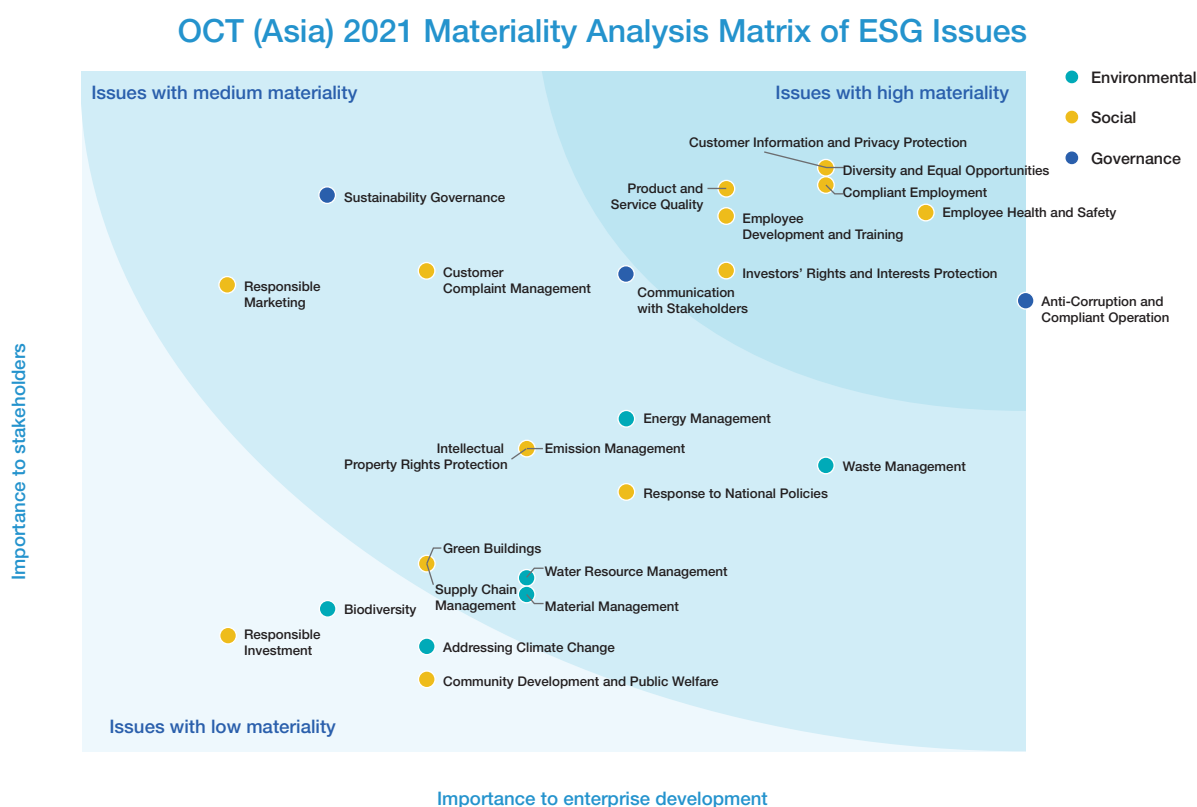 OCT (Asia) 2021 Materiality Analysis Matrix of ESG Issues
Issues with medium materiality
Issues with high materiality
Environmental
Social
Governance
Customer Information and Privacy Protection
Diversity and Equal Opportunities
Product and
Service Quality
Compliant Employment
Sustainability Governance
Employee Health and Safety
Employee
Development and Training
Customer
Complaint Management
Investors' Rights and Interests Protection
Responsible
Marketing
Communication
with Stakeholders
Anti-Corruption and
Compliant Operation
Importance to stakeholders
Energy Management
Intellectual
Property Rights Protection
Emission Management
Waste Management
Response to National Policies
Green Buildings
Water Resource Management
Supply Chain
Management
Material Management
Biodiversity
Responsible
Investment
Addressing Climate Change
Community Development and Public Welfare
Issues with low materiality
Importance to enterprise development